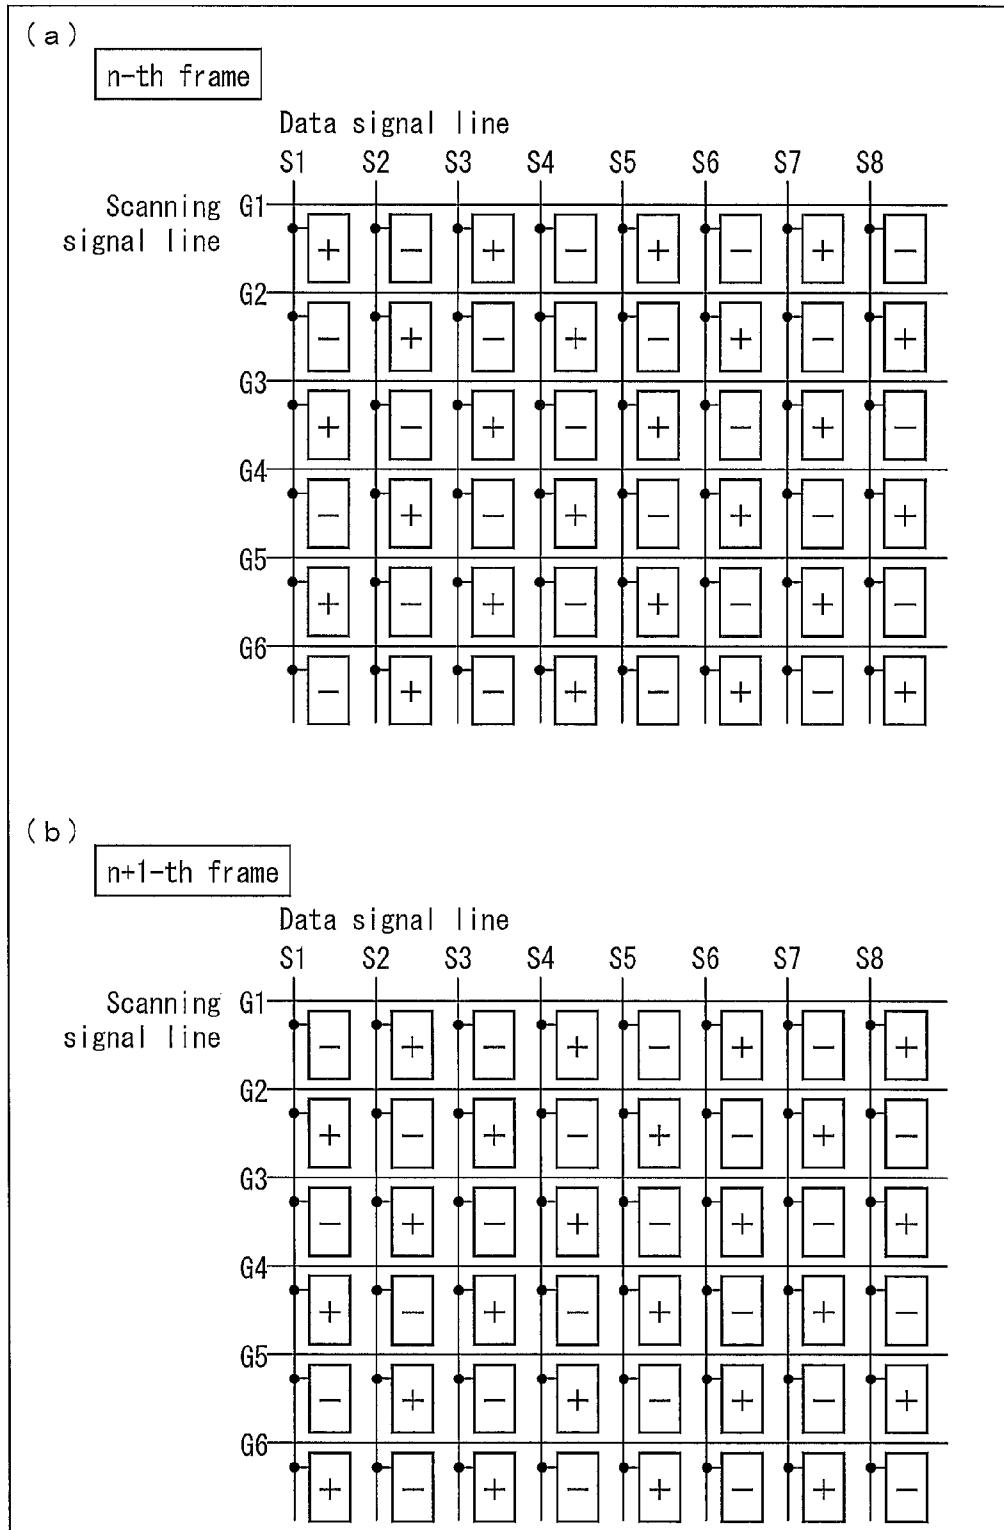 (a)
n-th frame
Data signal line
S1 S2 S3 S4 S5 S6 S7 S8
Scanning signal line
G1
+ − + − + − + −
G2
− + − + − + − +
G3
+ − + − + − + −
G4
− + − + − + − +
G5
+ − + − + − + −
G6
− + − + − + − +
(b)
n+1-th frame
Data signal line
S1 S2 S3 S4 S5 S6 S7 S8
Scanning signal line
G1
− + − + − + − +
G2
+ − + − + − + −
G3
− + − + − + − +
G4
+ − + − + − + −
G5
− + − + − + − +
G6
+ − + − + − + −